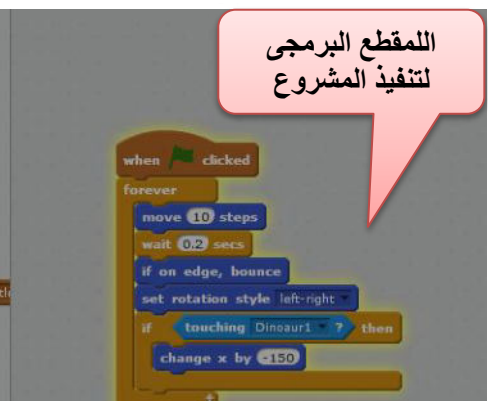 اللمقطع البرمجى
لتنفيذ المشروع
when clicked
forever
move 10 steps
wait 0.2 secs
if on edge, bounce
set rotation style left-right
if touching Dinoaur1 ? then
change x by -150